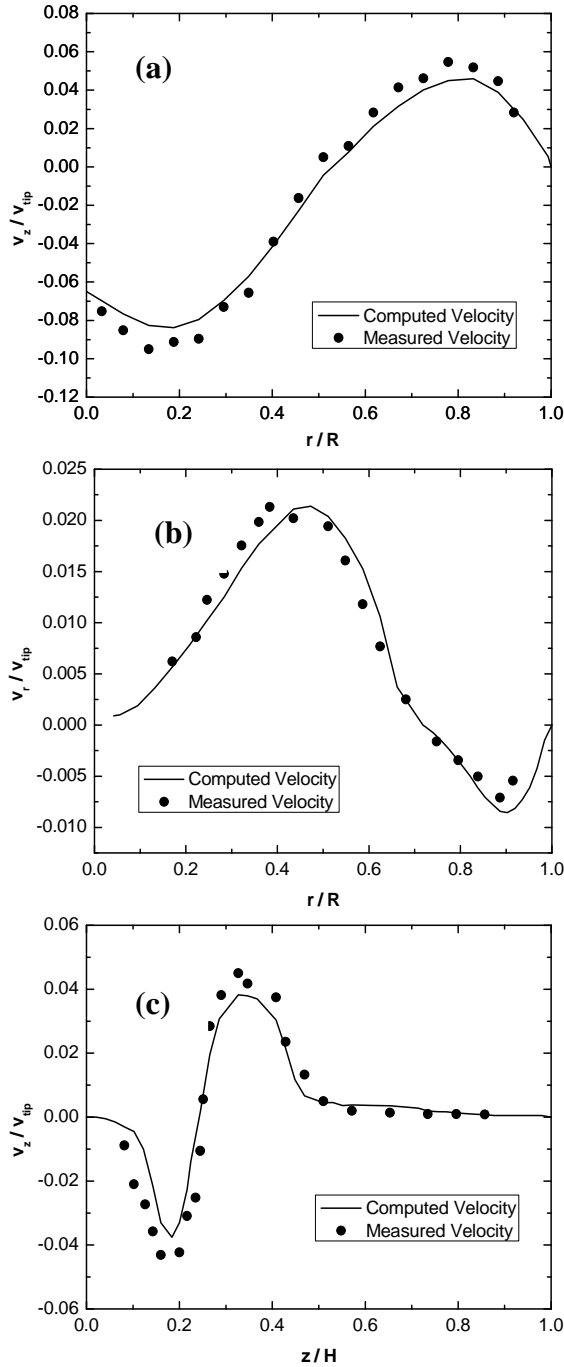 0.08
(a)
0.06
0.04
0.02
0.00
-0.02
-0.04
-0.06
-0.08
-0.10
-0.12
v_z / v_tip
Computed Velocity
Measured Velocity
0.0 0.2 0.4 0.6 0.8 1.0
r / R
0.025
(b)
0.020
0.015
0.010
0.005
0.000
-0.005
-0.010
v_r / v_tip
Computed Velocity
Measured Velocity
0.0 0.2 0.4 0.6 0.8 1.0
r / R
0.06
(c)
0.04
0.02
0.00
-0.02
-0.04
-0.06
v_z / v_tip
Computed Velocity
Measured Velocity
0.0 0.2 0.4 0.6 0.8 1.0
z / H